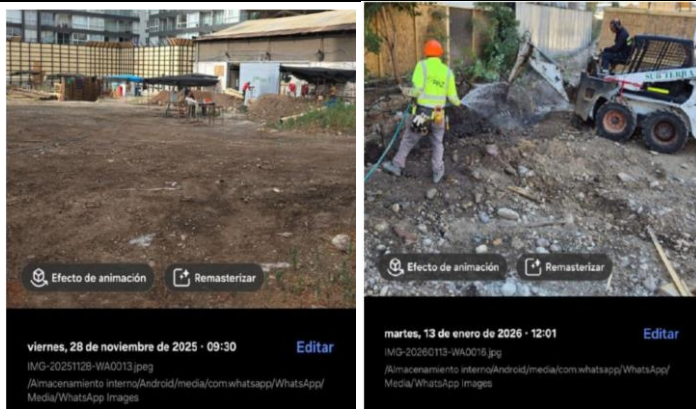 Efecto de animación
Remasterizar
viernes, 28 de noviembre de 2025 · 09:30
Editar
IMG-20251128-WA0013.jpeg
/Almacenamiento interno/Android/media/com.whatsapp/WhatsApp/
Media/WhatsApp Images
SUBTERRA
Efecto de animación
Remasterizar
martes, 13 de enero de 2026 · 12:01
Editar
IMG-20260113-WA0016.jpg
/Almacenamiento interno/Android/media/com.whatsapp/WhatsApp/
Media/WhatsApp Images